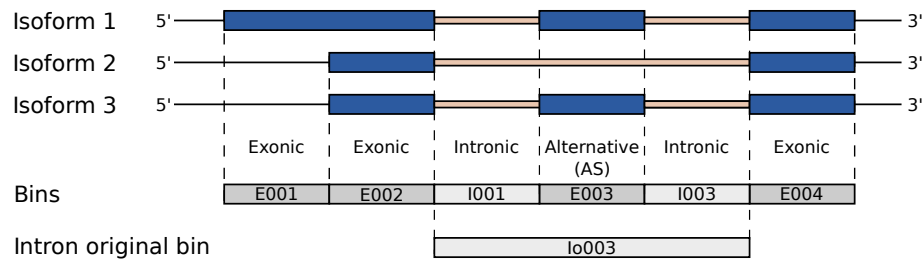 Isoform 1 5' 3'
Isoform 2 5' 3'
Isoform 3 5' 3'
Exonic Exonic Intronic Alternative Intronic Exonic
(AS)
Bins E001 E002 I001 E003 I003 E004
Intron original bin Io003